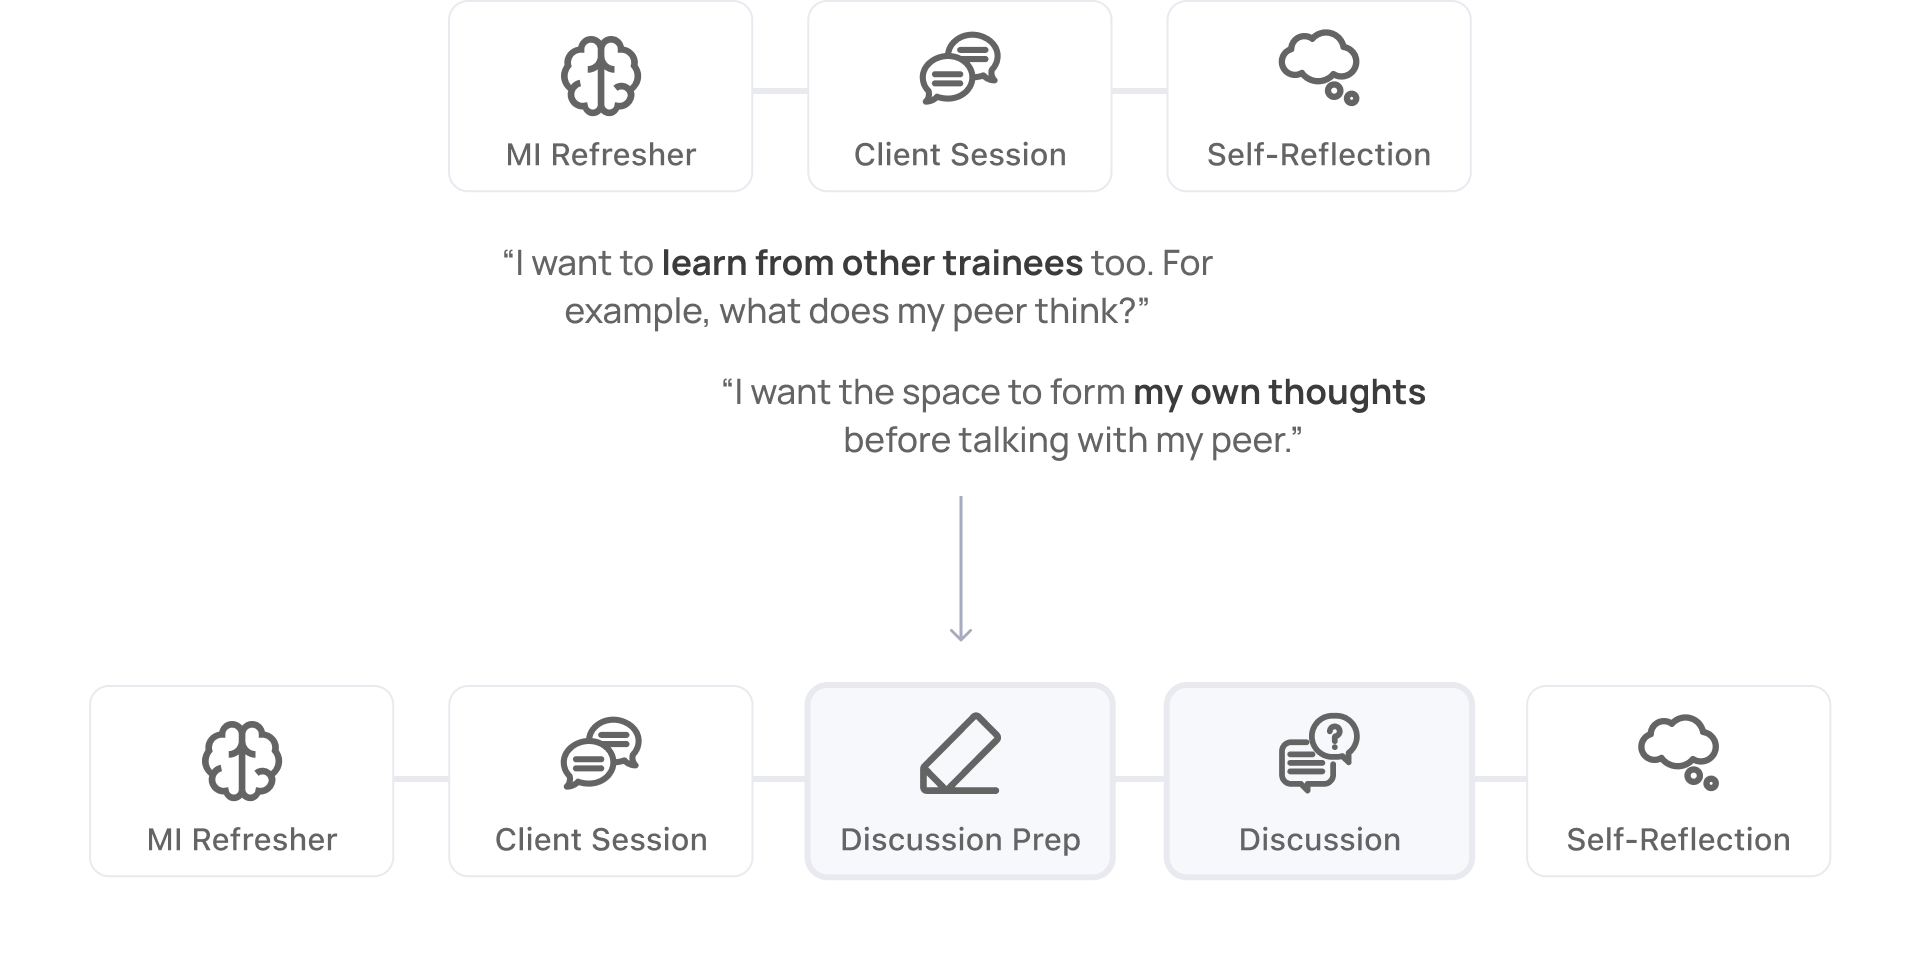 MI Refresher
Client Session
Self-Reflection
“I want to learn from other trainees too. For
example, what does my peer think?”
“I want the space to form my own thoughts
before talking with my peer.”
MI Refresher
Client Session
Discussion Prep
?
Discussion
Self-Reflection